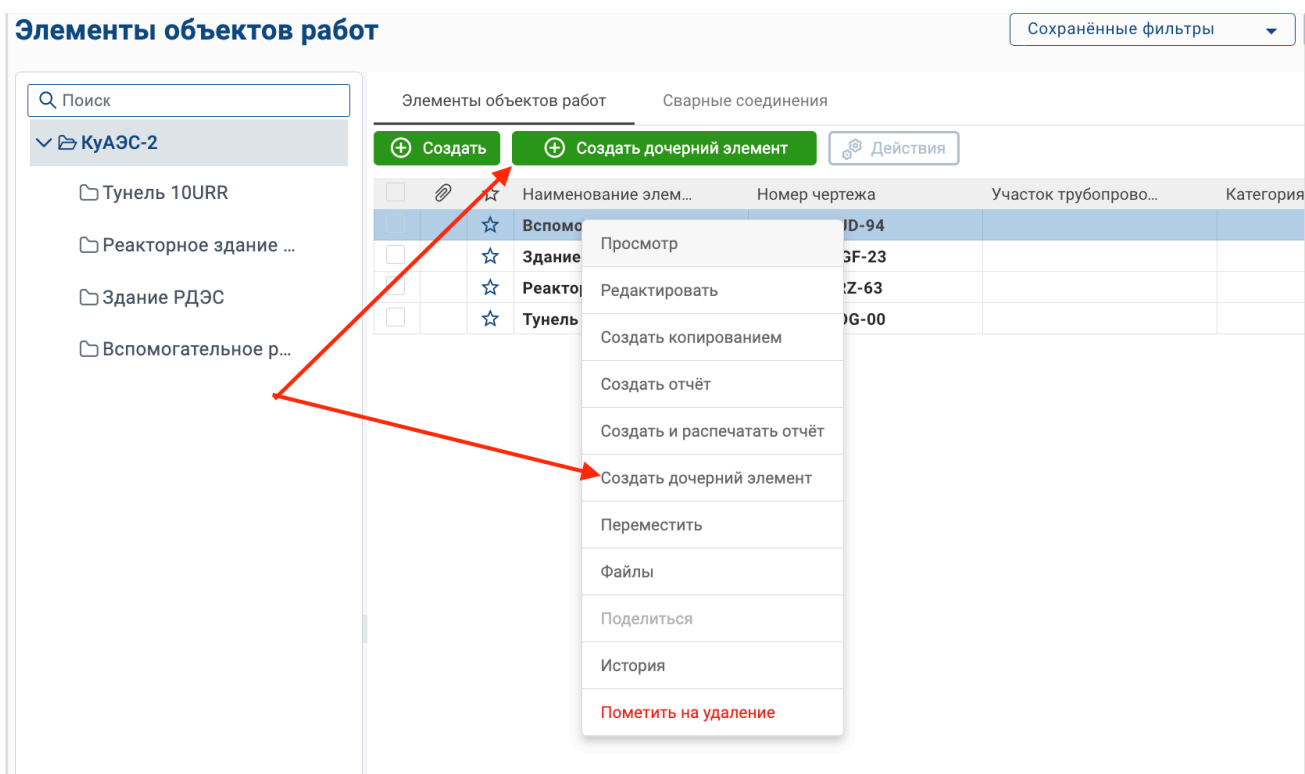 Элементы объектов работ
Сохранённые фильтры
Поиск
КуАЭС-2
Тунель 10URR
Реакторное здание ...
Здание РДЭС
Вспомогательное р...
Элементы объектов работ Сварные соединения
Создать Создать дочерний элемент Действия
Наименование элем... Номер чертежа Участок трубопрово... Категория
Вспомо JD-94
Здание GF-23
Реактор RZ-63
Тунель DG-00
Просмотр
Редактировать
Создать копированием
Создать отчёт
Создать и распечатать отчёт
Создать дочерний элемент
Переместить
Файлы
Поделиться
История
Пометить на удаление